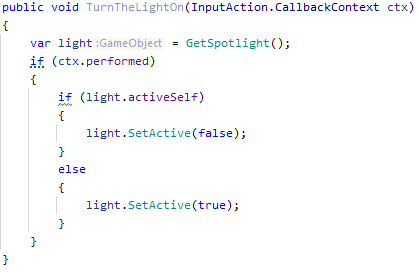 public void TurnTheLightOn(InputAction.CallbackContext ctx)
{
    var light :GameObject = GetSpotlight();
    if (ctx.performed)
    {
        if (light.activeSelf)
        {
            light.SetActive(false);
        }
        else
        {
            light.SetActive(true);
        }
    }
}